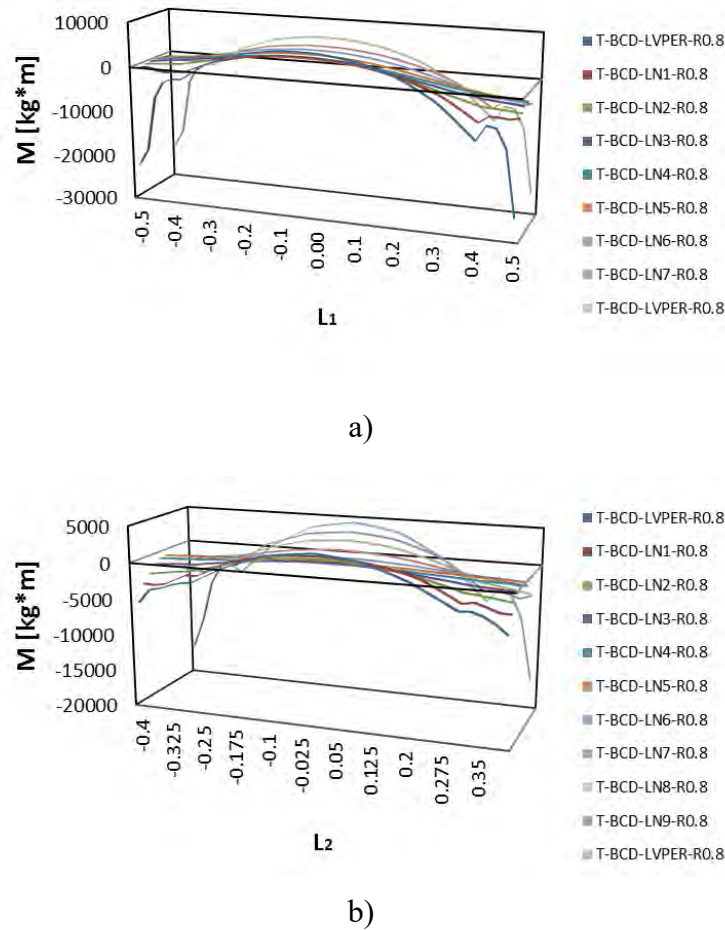 10000
0
-10000
-20000
-30000
M [kg*m]
-0.5
-0.4
-0.3
-0.2
-0.1
0.00
0.1
0.2
0.3
0.4
0.5
L1
T-BCD-LVPER-R0.8
T-BCD-LN1-R0.8
T-BCD-LN2-R0.8
T-BCD-LN3-R0.8
T-BCD-LN4-R0.8
T-BCD-LN5-R0.8
T-BCD-LN6-R0.8
T-BCD-LN7-R0.8
T-BCD-LVPER-R0.8
a)
5000
0
-5000
-10000
-15000
-20000
M [kg*m]
-0.4
-0.325
-0.25
-0.175
-0.1
-0.025
0.05
0.125
0.2
0.275
0.35
L2
T-BCD-LVPER-R0.8
T-BCD-LN1-R0.8
T-BCD-LN2-R0.8
T-BCD-LN3-R0.8
T-BCD-LN4-R0.8
T-BCD-LN5-R0.8
T-BCD-LN6-R0.8
T-BCD-LN7-R0.8
T-BCD-LN8-R0.8
T-BCD-LN9-R0.8
T-BCD-LVPER-R0.8
b)